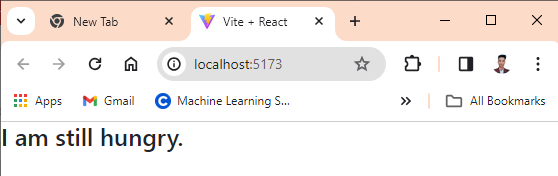 New Tab
Vite + React
localhost:5173
Apps
Gmail
Machine Learning S...
All Bookmarks
I am still hungry.